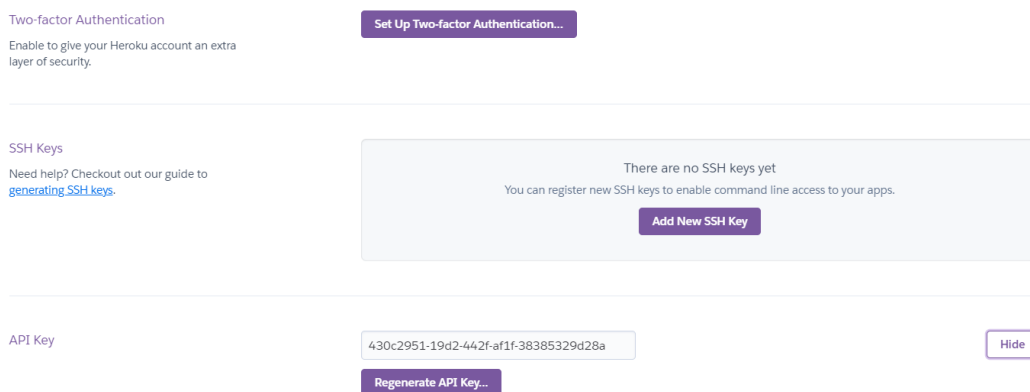 Two-factor Authentication
Set Up Two-factor Authentication...
Enable to give your Heroku account an extra
layer of security.
SSH Keys
Need help? Checkout out our guide to
generating SSH keys.
There are no SSH keys yet
You can register new SSH keys to enable command line access to your apps.
Add New SSH Key
API Key
430c2951-19d2-442f-af1f-38385329d28a
Hide
Regenerate API Key...